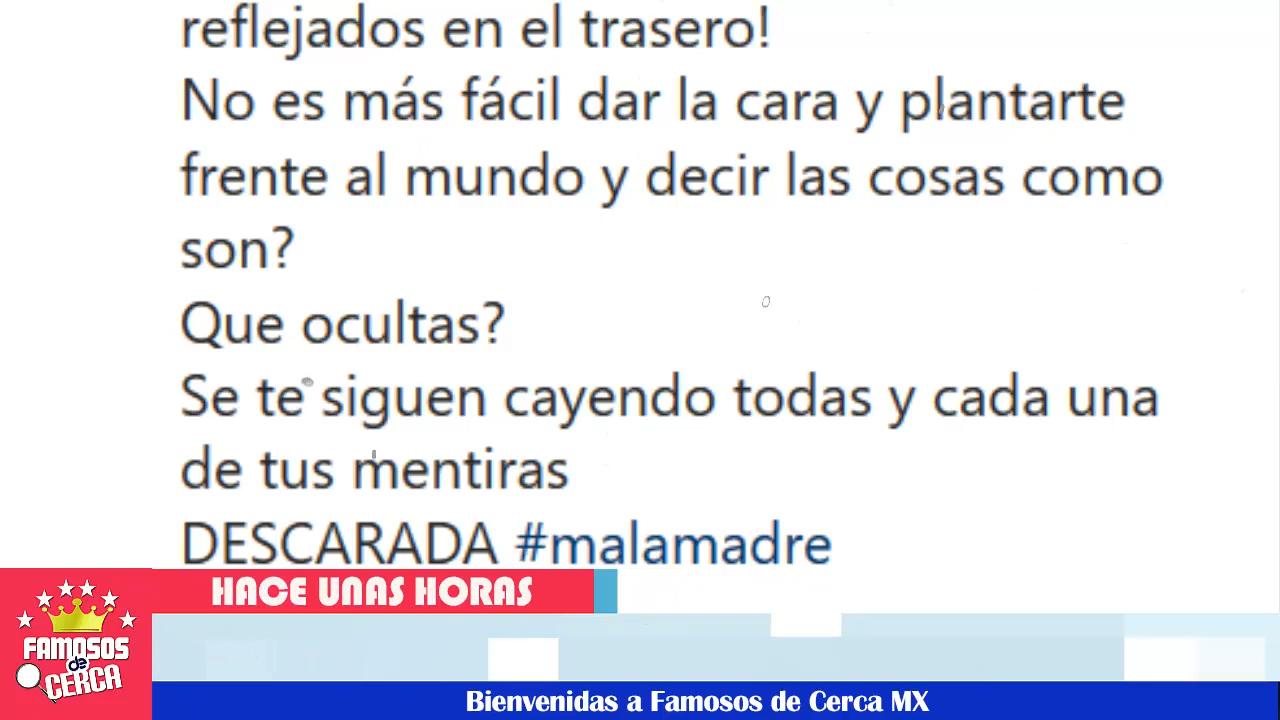 reflejados en el trasero!
No es más fácil dar la cara y plantarte
frente al mundo y decir las cosas como
son?
Que ocultas?
Se te siguen cayendo todas y cada una
de tus mentiras
DESCARADA #malamadre
HACE UNAS HORAS
FAMOSOS
de
CERCA
Bienvenidas a Famosos de Cerca MX